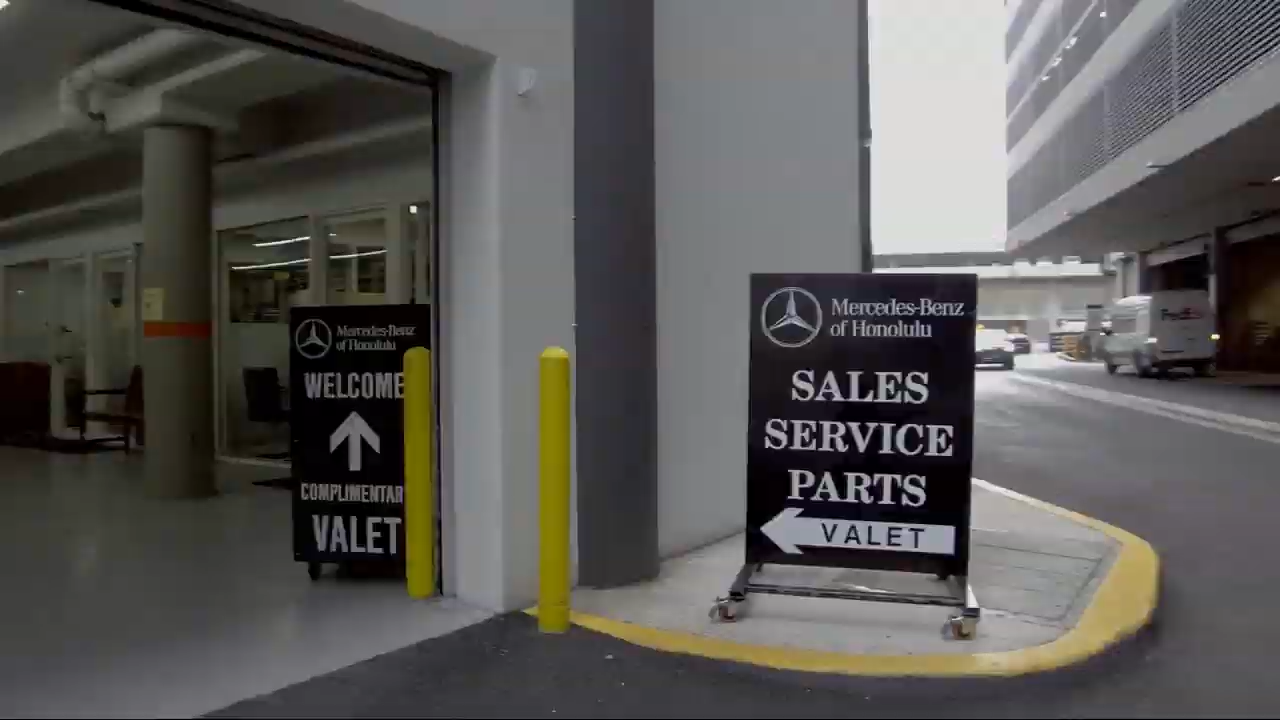 Mercedes-Benz
of Honolulu
WELCOME
COMPLIMENTAR
VALET
Mercedes-Benz
of Honolulu
SALES
SERVICE
PARTS
VALET
FedEx